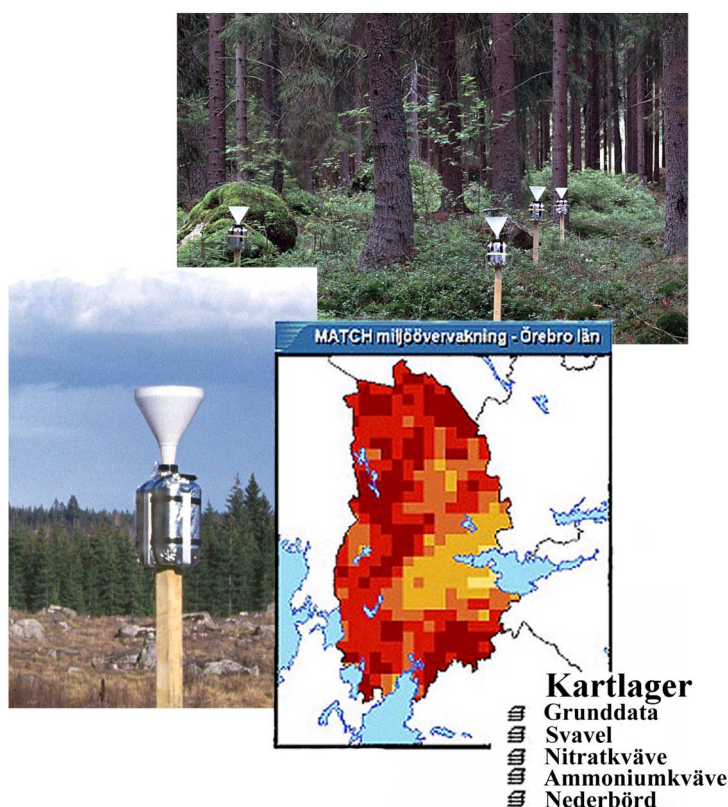 MATCH miljöövervakning - Örebro län
Kartlager
Grunddata
Svavel
Nitratkväve
Ammoniumkväve
Nederbörd